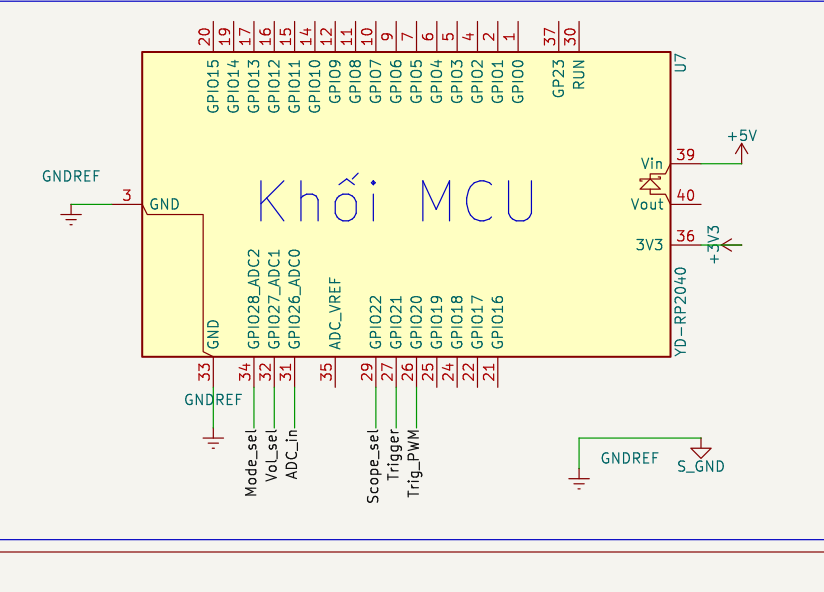 20 19 17 16 15 14 12 11 10 9 7 6 5 4 2 1 37 30
GPIO15 GPIO14 GPIO13 GPIO12 GPIO11 GPIO10 GPIO9 GPIO8 GPIO7 GPIO6 GPIO5 GPIO4 GPIO3 GPIO2 GPIO1 GPIO0 GP23 RUN
U7
+5V
Vin 39
GNDREF
3 GND
Khối MCU
Vout 40
3V3 36
+3V3
GPIO28_ADC2 GPIO27_ADC1 GPIO26_ADC0 ADC_VREF GPIO22 GPIO21 GPIO20 GPIO19 GPIO18 GPIO17 GPIO16
GND
YD-RP2040
33 34 32 31 35 29 27 26 25 24 22 21
GNDREF
Mode_sel Vol_sel ADC_in Scope_sel Trigger Trig_PWM
GNDREF
S_GND